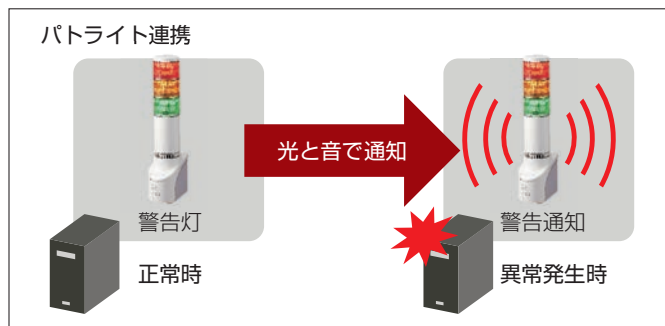 パトライト連携
光と音で通知
警告灯
警告通知
正常時
異常発生時